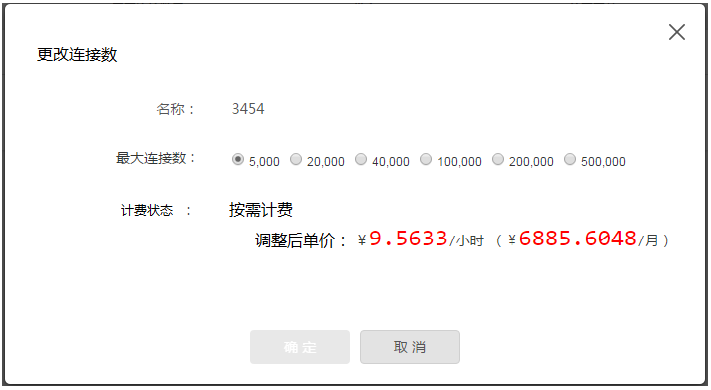 更改连接数
名称： 3454
最大连接数： 5,000 20,000 40,000 100,000 200,000 500,000
计费状态 ： 按需计费
调整后单价： ￥9.5633/小时 （ ￥6885.6048/月 ）
确 定 取 消